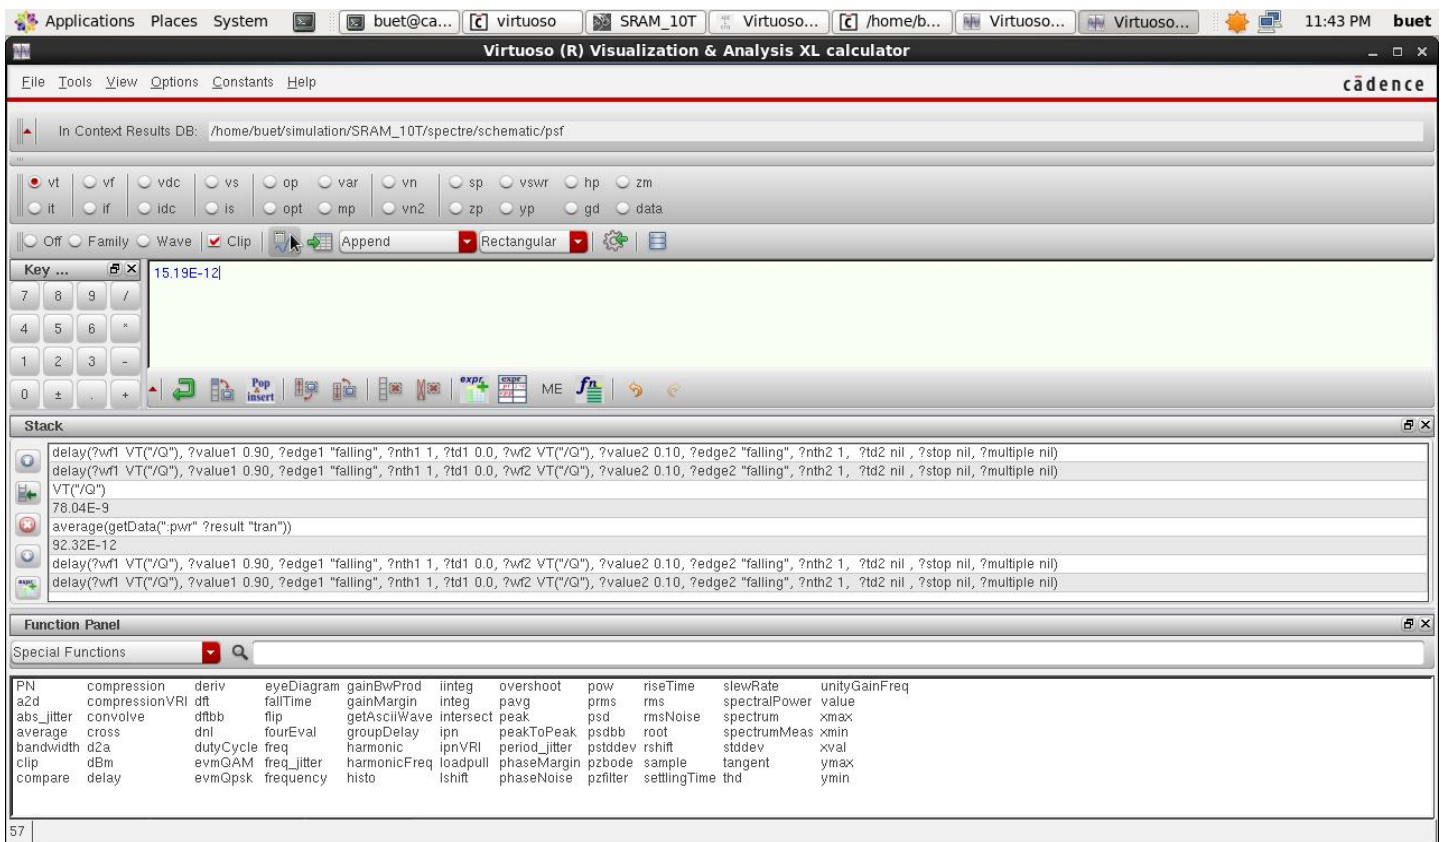 Applications Places System buet@ca... virtuoso SRAM_10T Virtuoso... /home/b... Virtuoso... Virtuoso... 11:43 PM buet
Virtuoso (R) Visualization & Analysis XL calculator
File Tools View Options Constants Help cādence
In Context Results DB: /home/buet/simulation/SRAM_10T/spectre/schematic/psf
vt vf vdc vs op var vn sp vswr hp zm
it if idc is opt mp vn2 zp yp gd data
Off Family Wave Clip Append Rectangular
Key ...
15.19E-12
7 8 9 /
4 5 6 *
1 2 3 -
0 ± . +
Pop insert expr expr ME fn
Stack
delay(?wf1 VT("/Q"), ?value1 0.90, ?edge1 "falling", ?nth1 1, ?td1 0.0, ?wf2 VT("/Q"), ?value2 0.10, ?edge2 "falling", ?nth2 1, ?td2 nil , ?stop nil, ?multiple nil)
delay(?wf1 VT("/Q"), ?value1 0.90, ?edge1 "falling", ?nth1 1, ?td1 0.0, ?wf2 VT("/Q"), ?value2 0.10, ?edge2 "falling", ?nth2 1, ?td2 nil , ?stop nil, ?multiple nil)
VT("/Q")
78.04E-9
average(getData(":pwr" ?result "tran"))
92.32E-12
delay(?wf1 VT("/Q"), ?value1 0.90, ?edge1 "falling", ?nth1 1, ?td1 0.0, ?wf2 VT("/Q"), ?value2 0.10, ?edge2 "falling", ?nth2 1, ?td2 nil , ?stop nil, ?multiple nil)
delay(?wf1 VT("/Q"), ?value1 0.90, ?edge1 "falling", ?nth1 1, ?td1 0.0, ?wf2 VT("/Q"), ?value2 0.10, ?edge2 "falling", ?nth2 1, ?td2 nil , ?stop nil, ?multiple nil)
Function Panel
Special Functions
PN compression deriv eyeDiagram gainBwProd iinteg overshoot pow riseTime slewRate unityGainFreq
a2d compressionVRI dft fallTime gainMargin integ pavg prms rms spectralPower value
abs_jitter convolve dftbb flip getAsciiWave intersect peak psd rmsNoise spectrum xmax
average cross dnl fourEval groupDelay ipn peakToPeak psdbb root spectrumMeas xmin
bandwidth d2a dutyCycle freq harmonic ipnVRI period_jitter pstddev rshift stddev xval
clip dBm evmQAM freq_jitter harmonicFreq loadpull phaseMargin pzbode sample tangent ymax
compare delay evmQpsk frequency histo lshift phaseNoise pzfilter settlingTime thd ymin
57